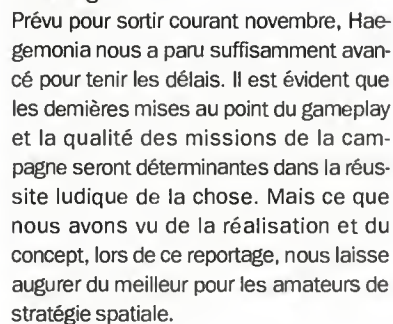 Prévu pour sortir courant novembre, Hae-
gemonia nous a paru suffisamment avan-
cé pour tenir les délais. Il est évident que
les dernières mises au point du gameplay
et la qualité des missions de la cam-
pagne seront déterminantes dans la réus-
site ludique de la chose. Mais ce que
nous avons vu de la réalisation et du
concept, lors de ce reportage, nous laisse
augurer du meilleur pour les amateurs de
stratégie spatiale.